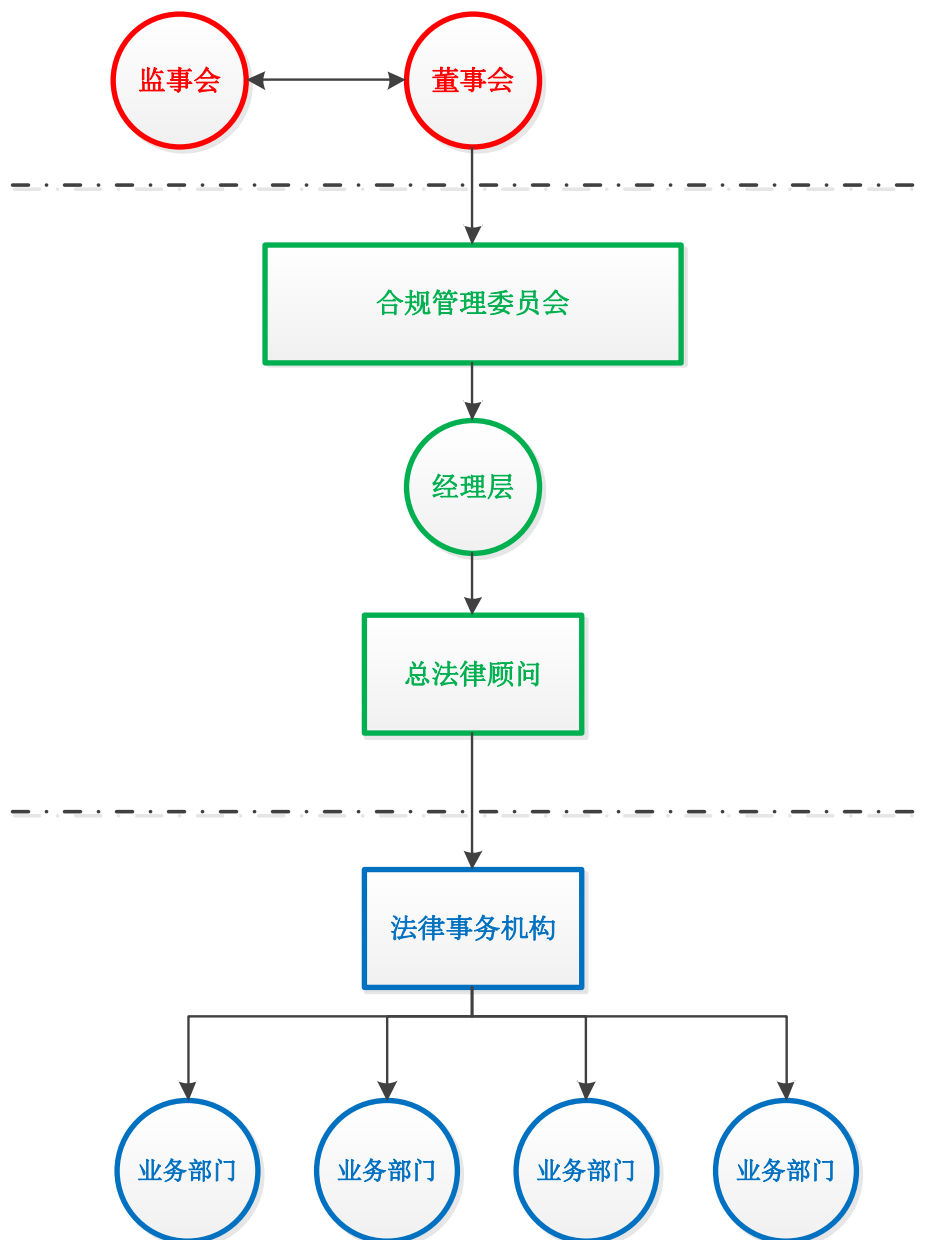 监事会
董事会
合规管理委员会
经理层
总法律顾问
法律事务机构
业务部门
业务部门
业务部门
业务部门